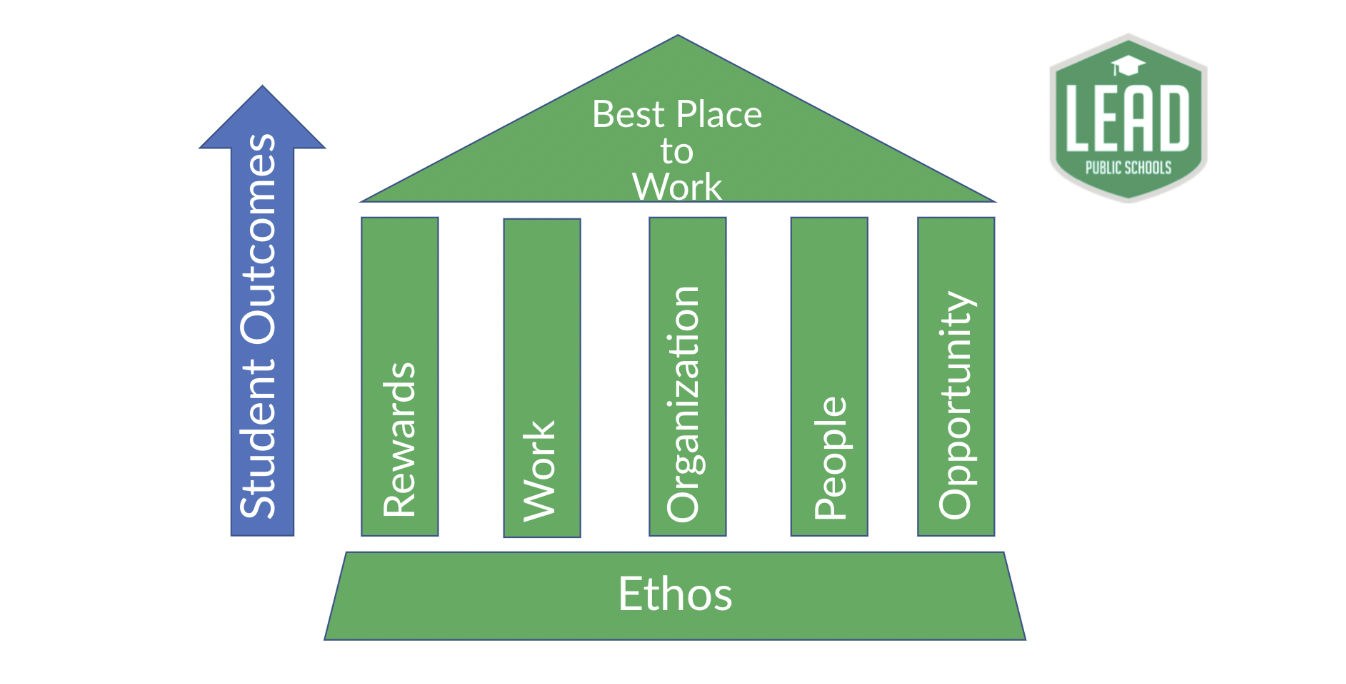 Best Place
to
Work
LEAD
PUBLIC SCHOOLS
Student Outcomes
Rewards
Work
Organization
People
Opportunity
Ethos